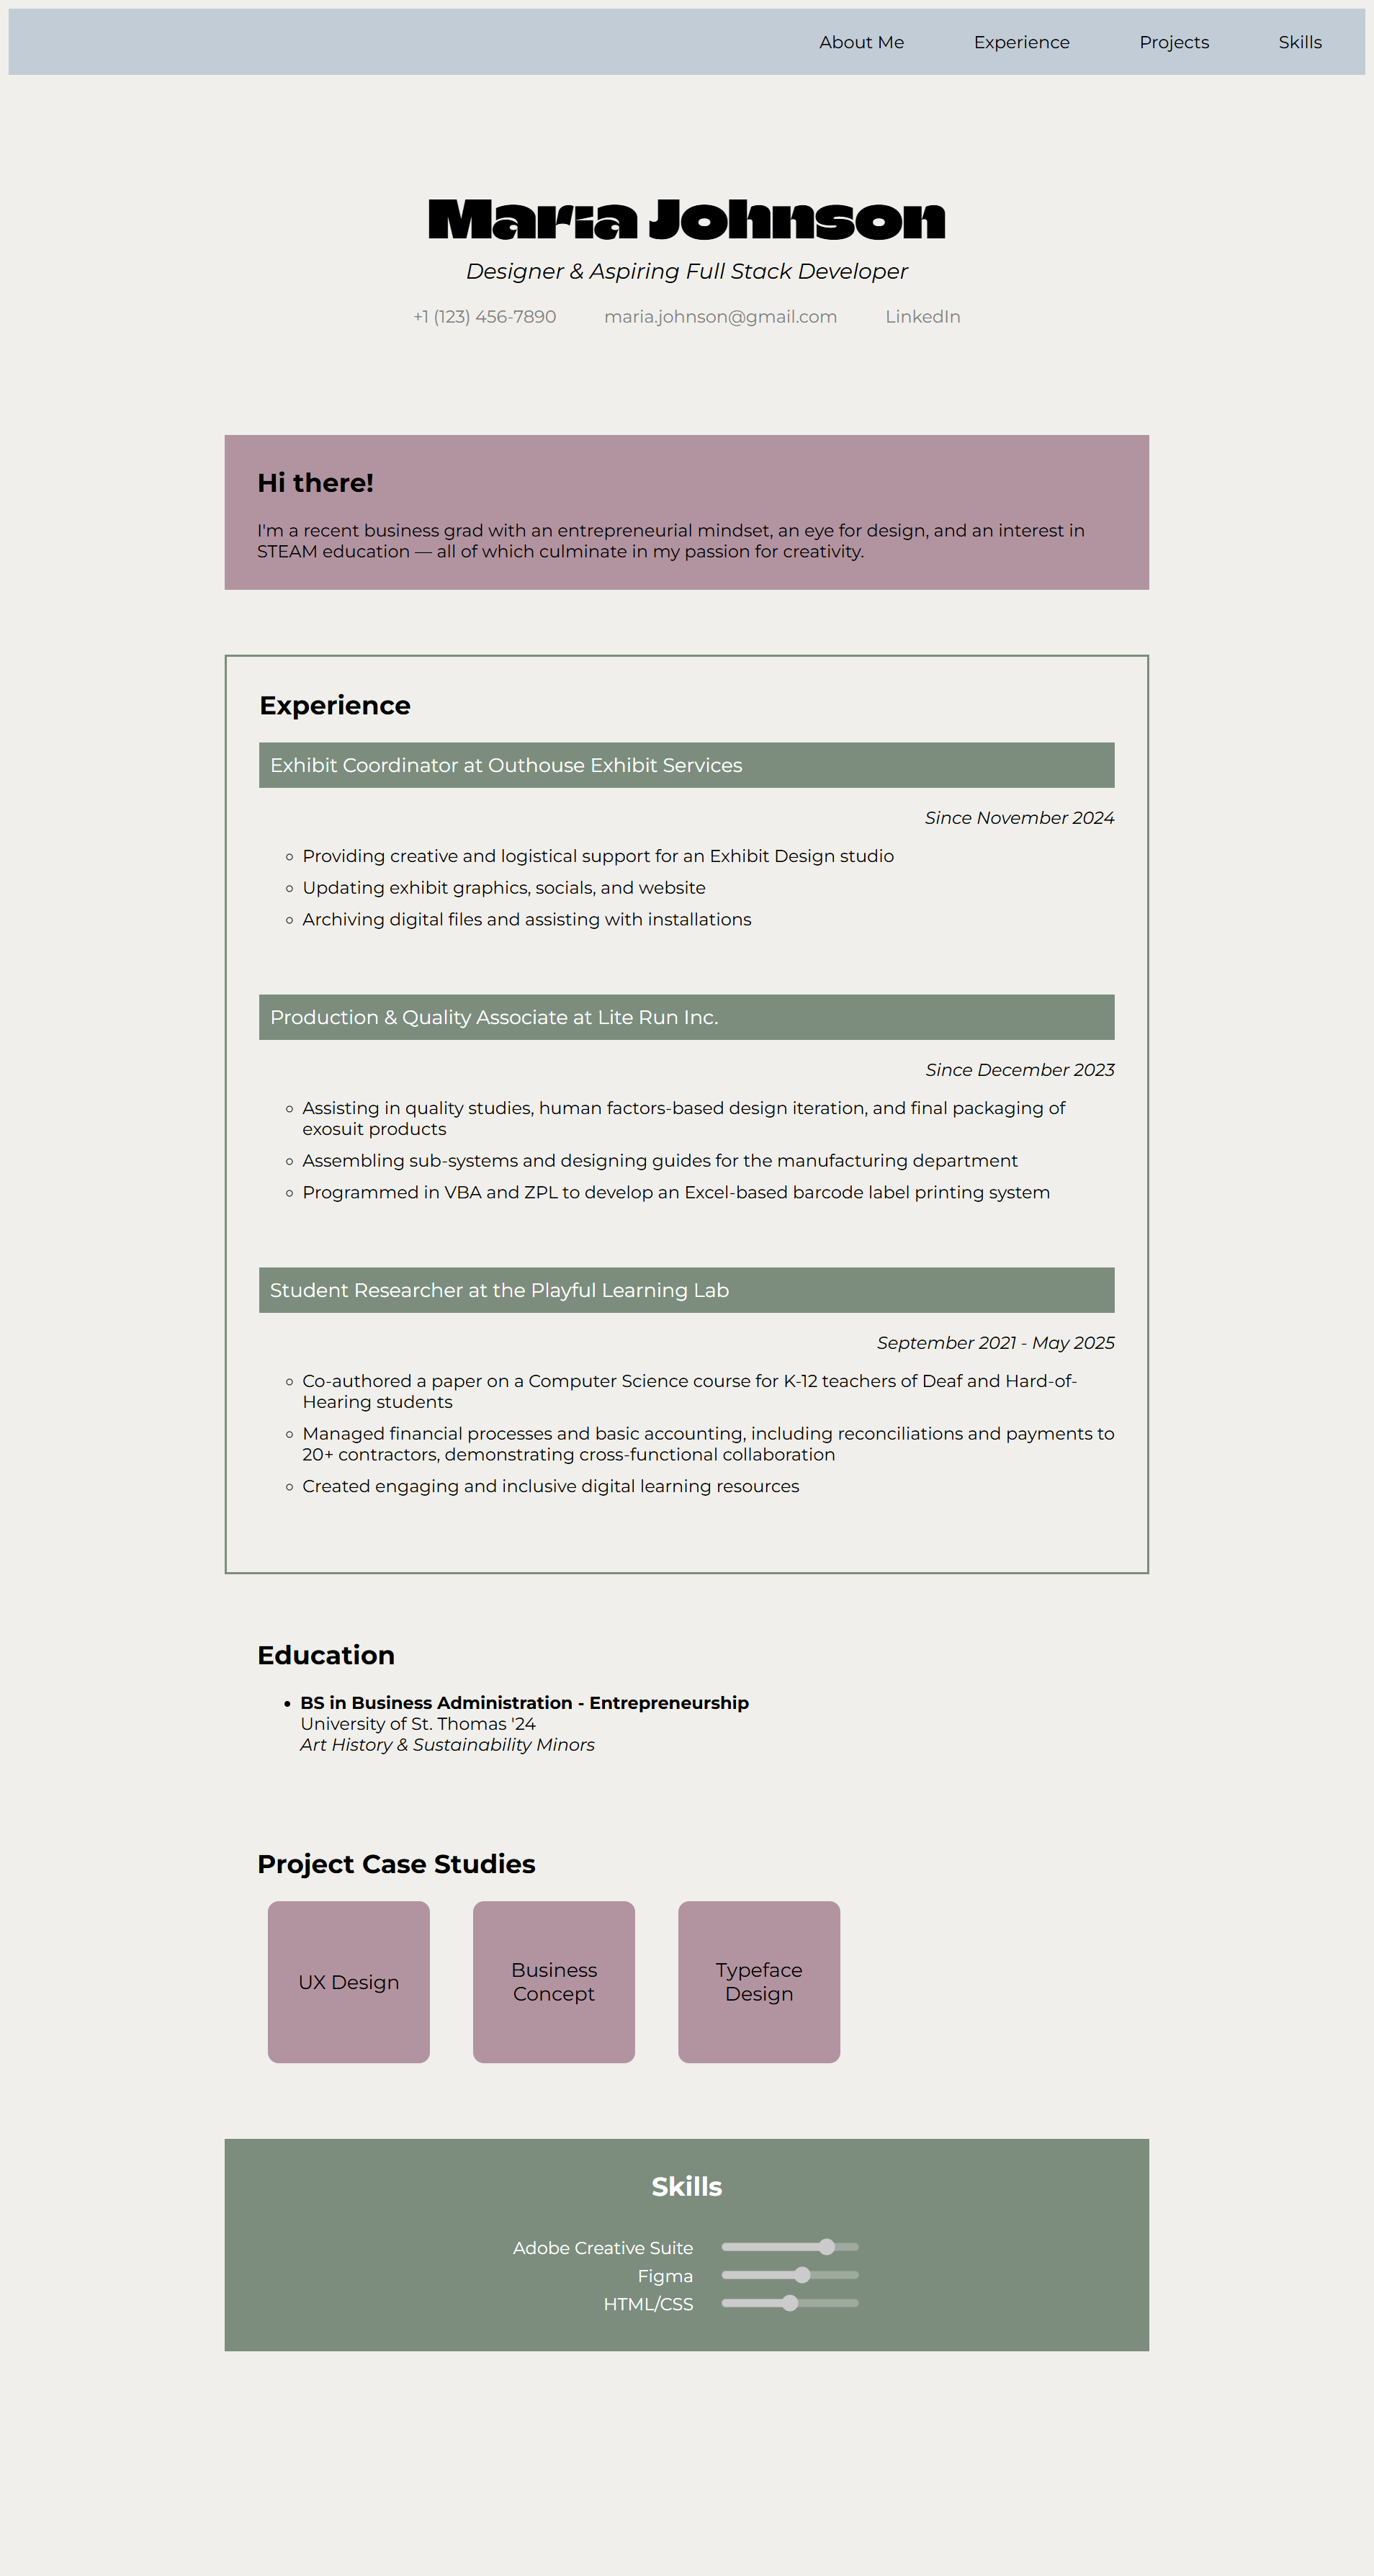 About Me Experience Projects Skills
Maria Johnson
Designer & Aspiring Full Stack Developer
+1 (123) 456-7890 maria.johnson@gmail.com LinkedIn
Hi there!
I'm a recent business grad with an entrepreneurial mindset, an eye for design, and an interest in
STEAM education — all of which culminate in my passion for creativity.
Experience
Exhibit Coordinator at Outhouse Exhibit Services
Since November 2024
Providing creative and logistical support for an Exhibit Design studio
Updating exhibit graphics, socials, and website
Archiving digital files and assisting with installations
Production & Quality Associate at Lite Run Inc.
Since December 2023
Assisting in quality studies, human factors-based design iteration, and final packaging of
exosuit products
Assembling sub-systems and designing guides for the manufacturing department
Programmed in VBA and ZPL to develop an Excel-based barcode label printing system
Student Researcher at the Playful Learning Lab
September 2021 - May 2025
Co-authored a paper on a Computer Science course for K-12 teachers of Deaf and Hard-of-
Hearing students
Managed financial processes and basic accounting, including reconciliations and payments to
20+ contractors, demonstrating cross-functional collaboration
Created engaging and inclusive digital learning resources
Education
BS in Business Administration - Entrepreneurship
University of St. Thomas '24
Art History & Sustainability Minors
Project Case Studies
UX Design
Business
Concept
Typeface
Design
Skills
Adobe Creative Suite
Figma
HTML/CSS